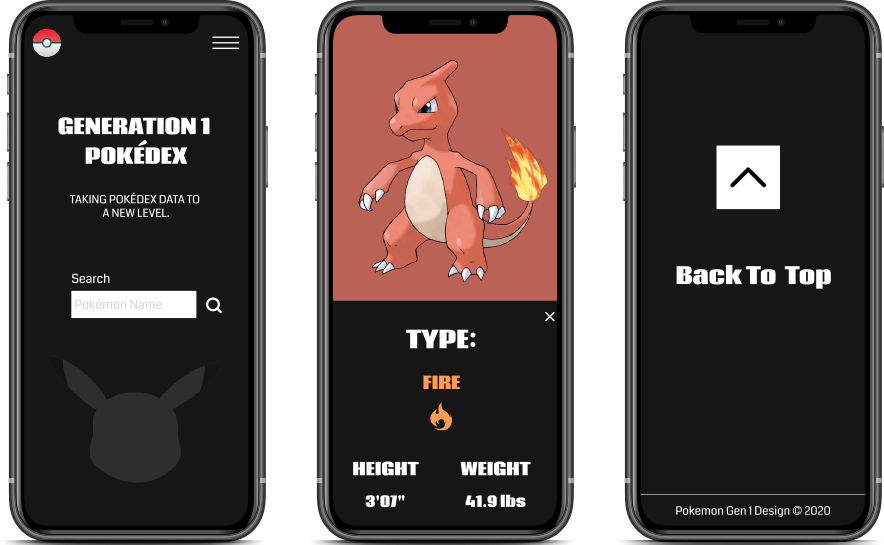 GENERATION 1
POKÉDEX
TAKING POKÉDEX DATA TO
A NEW LEVEL.
Search
Pokémon Name
TYPE:
FIRE
HEIGHT
WEIGHT
3'07"
41.9 lbs
Back To Top
Pokemon Gen 1 Design © 2020